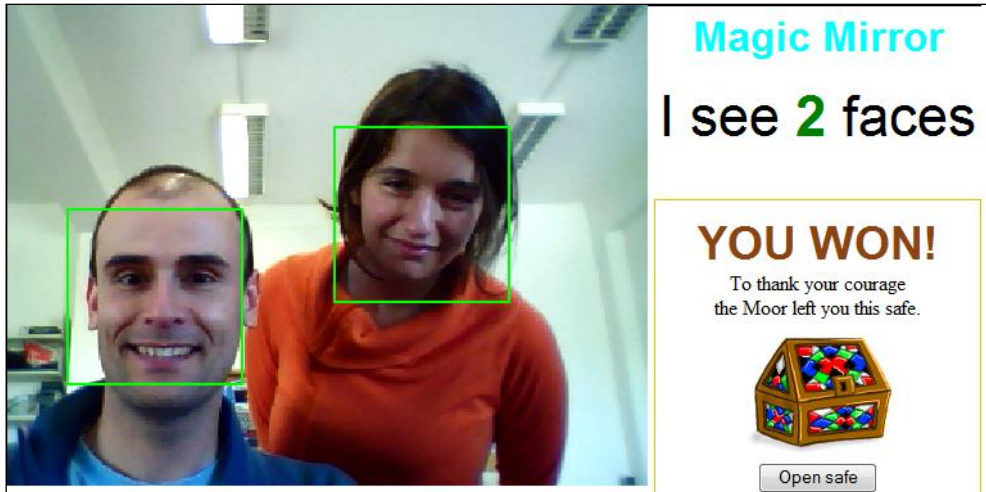 Magic Mirror
I see 2 faces
YOU WON!
To thank your courage
the Moor left you this safe.
Open safe